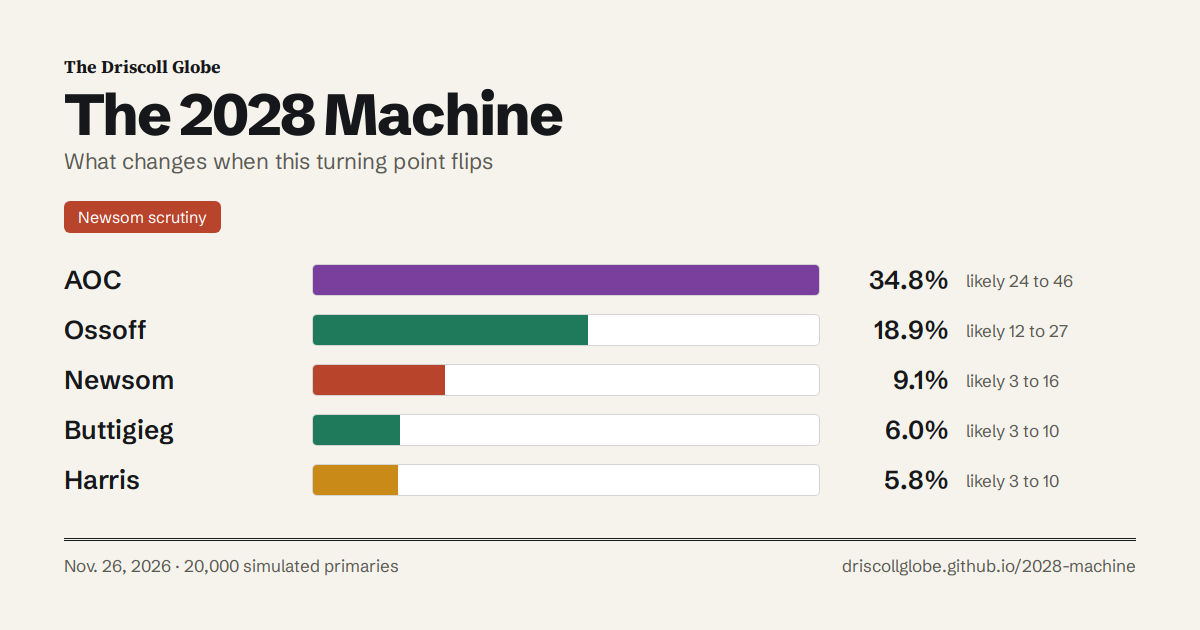 The Driscoll Globe
The 2028 Machine
What changes when this turning point flips
Newsom scrutiny
AOC 34.8% likely 24 to 46
Ossoff 18.9% likely 12 to 27
Newsom 9.1% likely 3 to 16
Buttigieg 6.0% likely 3 to 10
Harris 5.8% likely 3 to 10
Nov. 26, 2026 · 20,000 simulated primaries driscollglobe.github.io/2028-machine